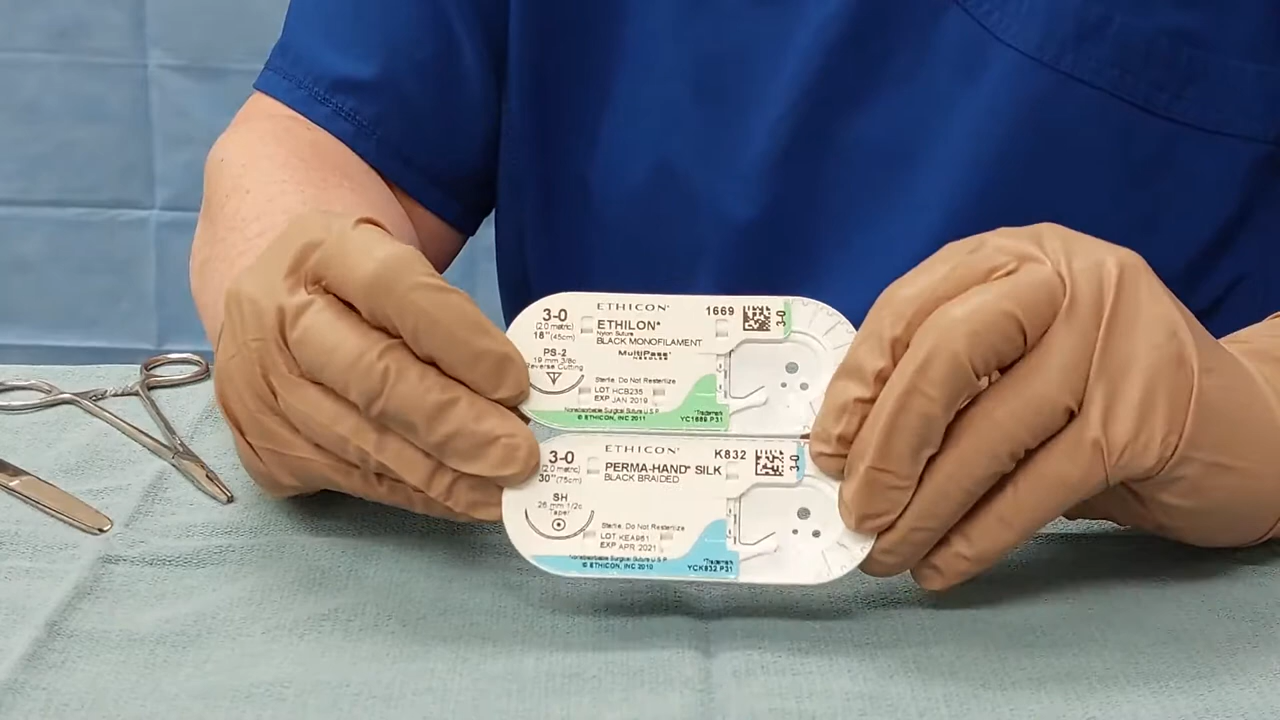 ETHICON*
1669
3-0
3-0
(2.0 metric)
18" (45cm)
ETHILON*
Nylon Suture
BLACK MONOFILAMENT
MultiPass*
NEEDLES
PS-2
19 mm 3/8c
Reverse Cutting
Sterile. Do Not Resterilize
LOT HCB235
EXP JAN 2019
Nonabsorbable Surgical Suture U.S.P.
© ETHICON, INC 2011
*Trademark
YC1669.P31
ETHICON*
K832
3-0
3-0
(2.0 metric)
30" (75cm)
PERMA-HAND* SILK
BLACK BRAIDED
SH
26 mm 1/2c
Taper
Sterile. Do Not Resterilize
LOT KEA961
EXP APR 2021
Nonabsorbable Surgical Suture U.S.P.
© ETHICON, INC 2010
*Trademark
YCK832.P31